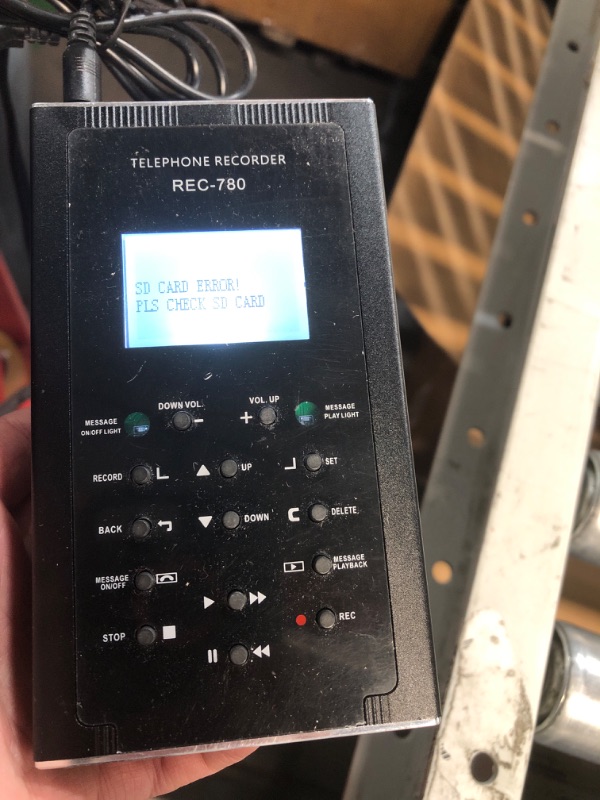 TELEPHONE RECORDER
REC-780
SD CARD ERROR!
PLS CHECK SD CARD
DOWN VOL.
VOL. UP
MESSAGE
ON/OFF LIGHT
-
+
MESSAGE
PLAY LIGHT
RECORD
UP
SET
BACK
DOWN
DELETE
MESSAGE
ON/OFF
MESSAGE
PLAYBACK
STOP
REC